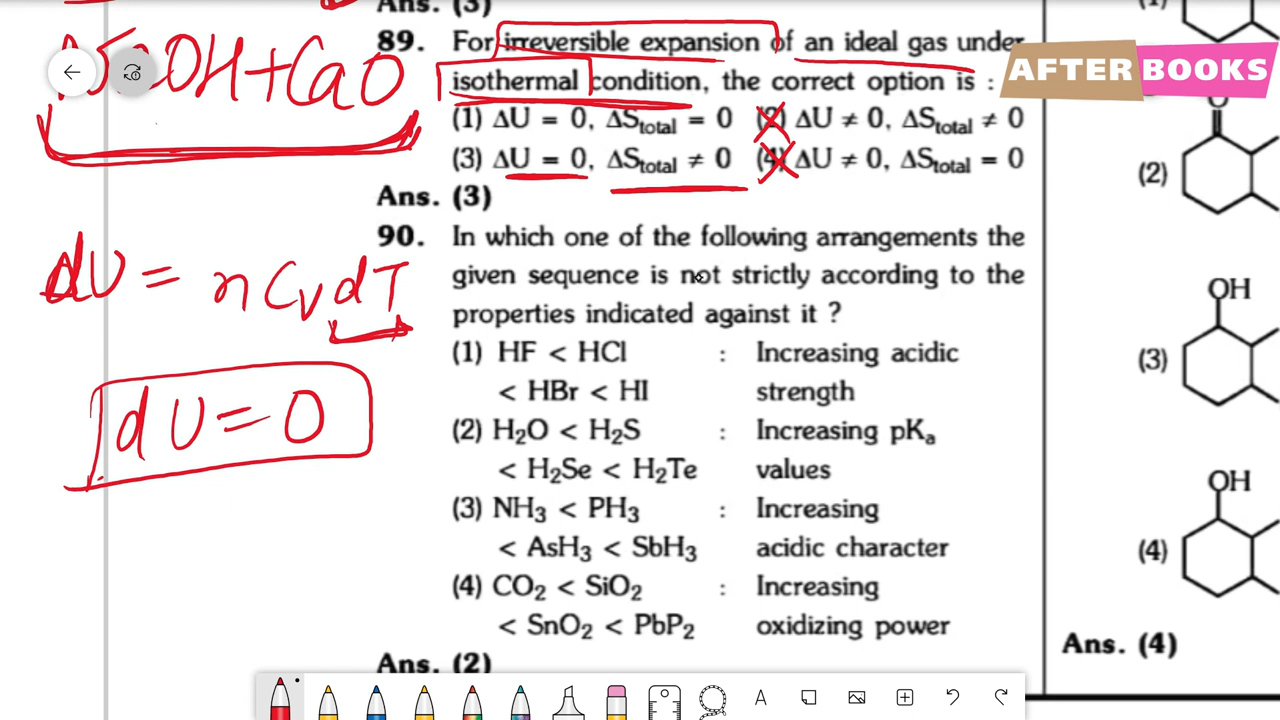 Ans. (3)
89. For irreversible expansion of an ideal gas under
isothermal condition, the correct option is :
(1) ΔU = 0, ΔS_total = 0 (2) ΔU ≠ 0, ΔS_total ≠ 0
(3) ΔU = 0, ΔS_total ≠ 0 (4) ΔU ≠ 0, ΔS_total = 0
Ans. (3)
90. In which one of the following arrangements the
given sequence is not strictly according to the
properties indicated against it ?
(1) HF < HCl : Increasing acidic
< HBr < HI strength
(2) H₂O < H₂S : Increasing pKₐ
< H₂Se < H₂Te values
(3) NH₃ < PH₃ : Increasing
< AsH₃ < SbH₃ acidic character
(4) CO₂ < SiO₂ : Increasing
< SnO₂ < PbP₂ oxidizing power
Ans. (2)
OH + CaO
dU = nCvdT
dU = 0
AFTERBOOKS
O
(2)
OH
(3)
OH
(4)
Ans. (4)
A